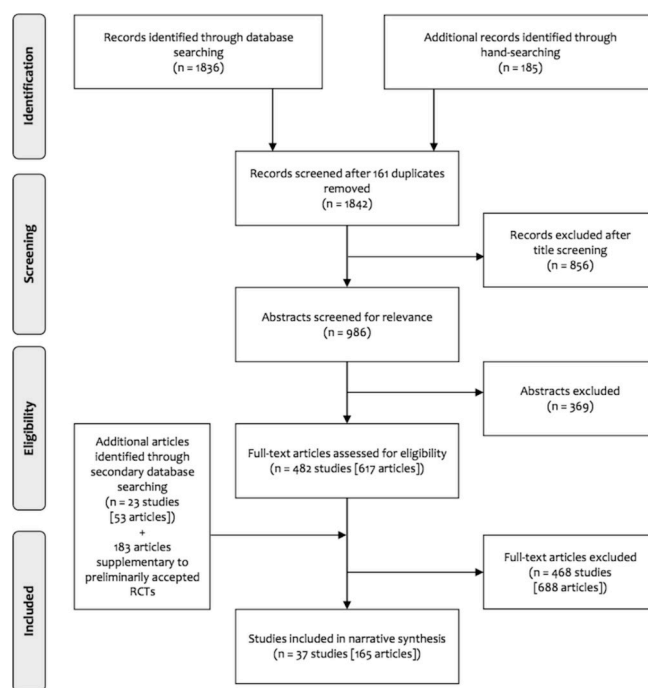 Identification
Records identified through database
searching
(n = 1836)
Additional records identified through
hand-searching
(n = 185)
Records screened after 161 duplicates
removed
(n = 1842)
Screening
Records excluded after
title screening
(n = 856)
Abstracts screened for relevance
(n = 986)
Eligibility
Abstracts excluded
(n = 369)
Additional articles
identified through
secondary database
searching
(n = 23 studies
[53 articles])
+
183 articles
supplementary to
preliminarily accepted
RCTs
Full-text articles assessed for eligibility
(n = 482 studies [617 articles])
Included
Full-text articles excluded
(n = 468 studies
[688 articles])
Studies included in narrative synthesis
(n = 37 studies [165 articles])